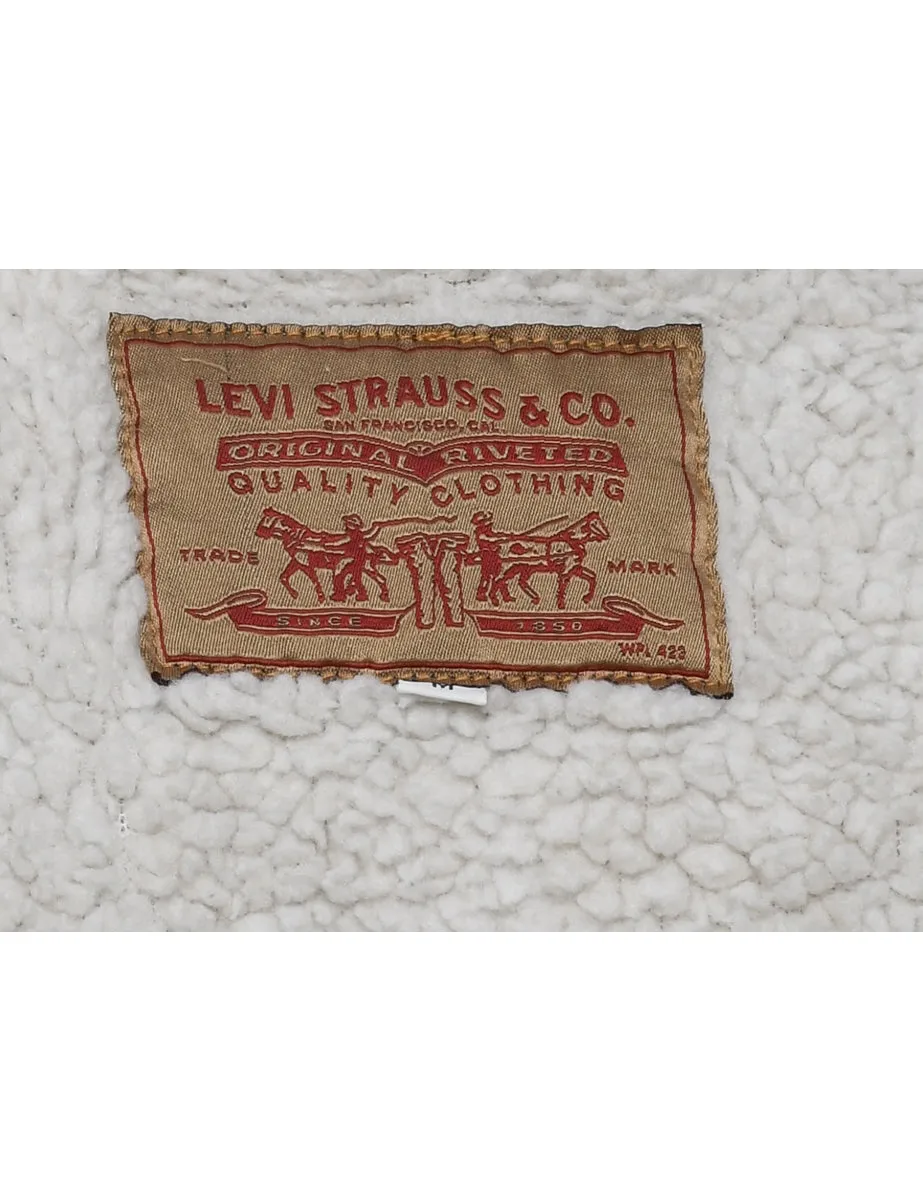 LEVI STRAUSS & CO.
SAN FRANCISCO, CAL.
ORIGINAL RIVETED
QUALITY CLOTHING
TRADE MARK
SINCE 1850
WPL 423
M